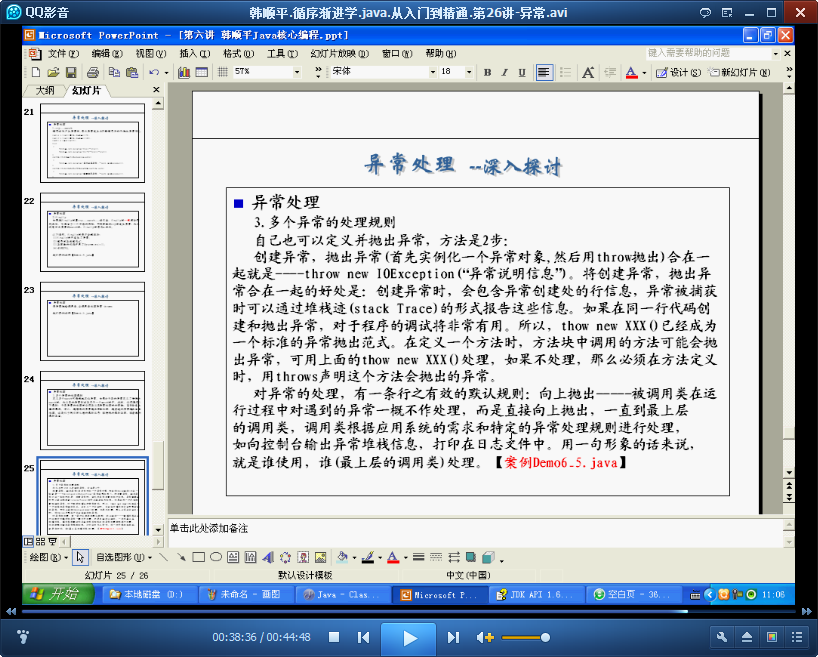 QQ影音
韩顺平.循序渐进学.java.从入门到精通.第26讲-异常.avi
Microsoft PowerPoint - [第六讲 韩顺平Java核心编程.ppt]
文件(F) 编辑(E) 视图(V) 插入(I) 格式(O) 工具(T) 幻灯片放映(D) 窗口(W) 帮助(H) 键入需要帮助的问题
57% 宋体 18 B I U A A 设计(S) 新幻灯片(N)
大纲 幻灯片
21
22
23
24
25
异常处理 --深入探讨
■ 异常处理
3.多个异常的处理规则
自己也可以定义并抛出异常，方法是2步:
创建异常，抛出异常(首先实例化一个异常对象,然后用throw抛出)合在一
起就是----throw new IOException(“异常说明信息”)。将创建异常，抛出异
常合在一起的好处是: 创建异常时，会包含异常创建处的行信息，异常被捕获
时可以通过堆栈迹(stack Trace)的形式报告这些信息。如果在同一行代码创
建和抛出异常，对于程序的调试将非常有用。所以，thow new XXX()已经成为
一个标准的异常抛出范式。在定义一个方法时，方法块中调用的方法可能会抛
出异常，可用上面的thow new XXX()处理，如果不处理，那么必须在方法定义
时，用throws声明这个方法会抛出的异常。
对异常的处理，有一条行之有效的默认规则: 向上抛出-----被调用类在运
行过程中对遇到的异常一概不作处理，而是直接向上抛出，一直到最上层
的调用类，调用类根据应用系统的需求和特定的异常处理规则进行处理，
如向控制台输出异常堆栈信息，打印在日志文件中。用一句形象的话来说，
就是谁使用，谁(最上层的调用类)处理。【案例Demo6_5.java】
单击此处添加备注
绘图(R) 自选图形(U)
幻灯片 25 / 26 默认设计模板 中文(中国)
开始 本地磁盘 (D:) 未命名 - 画图 Java - Clas... Microsoft P... JDK API 1.6... 空白页 - 36... 11:06
00:38:36 / 00:44:48